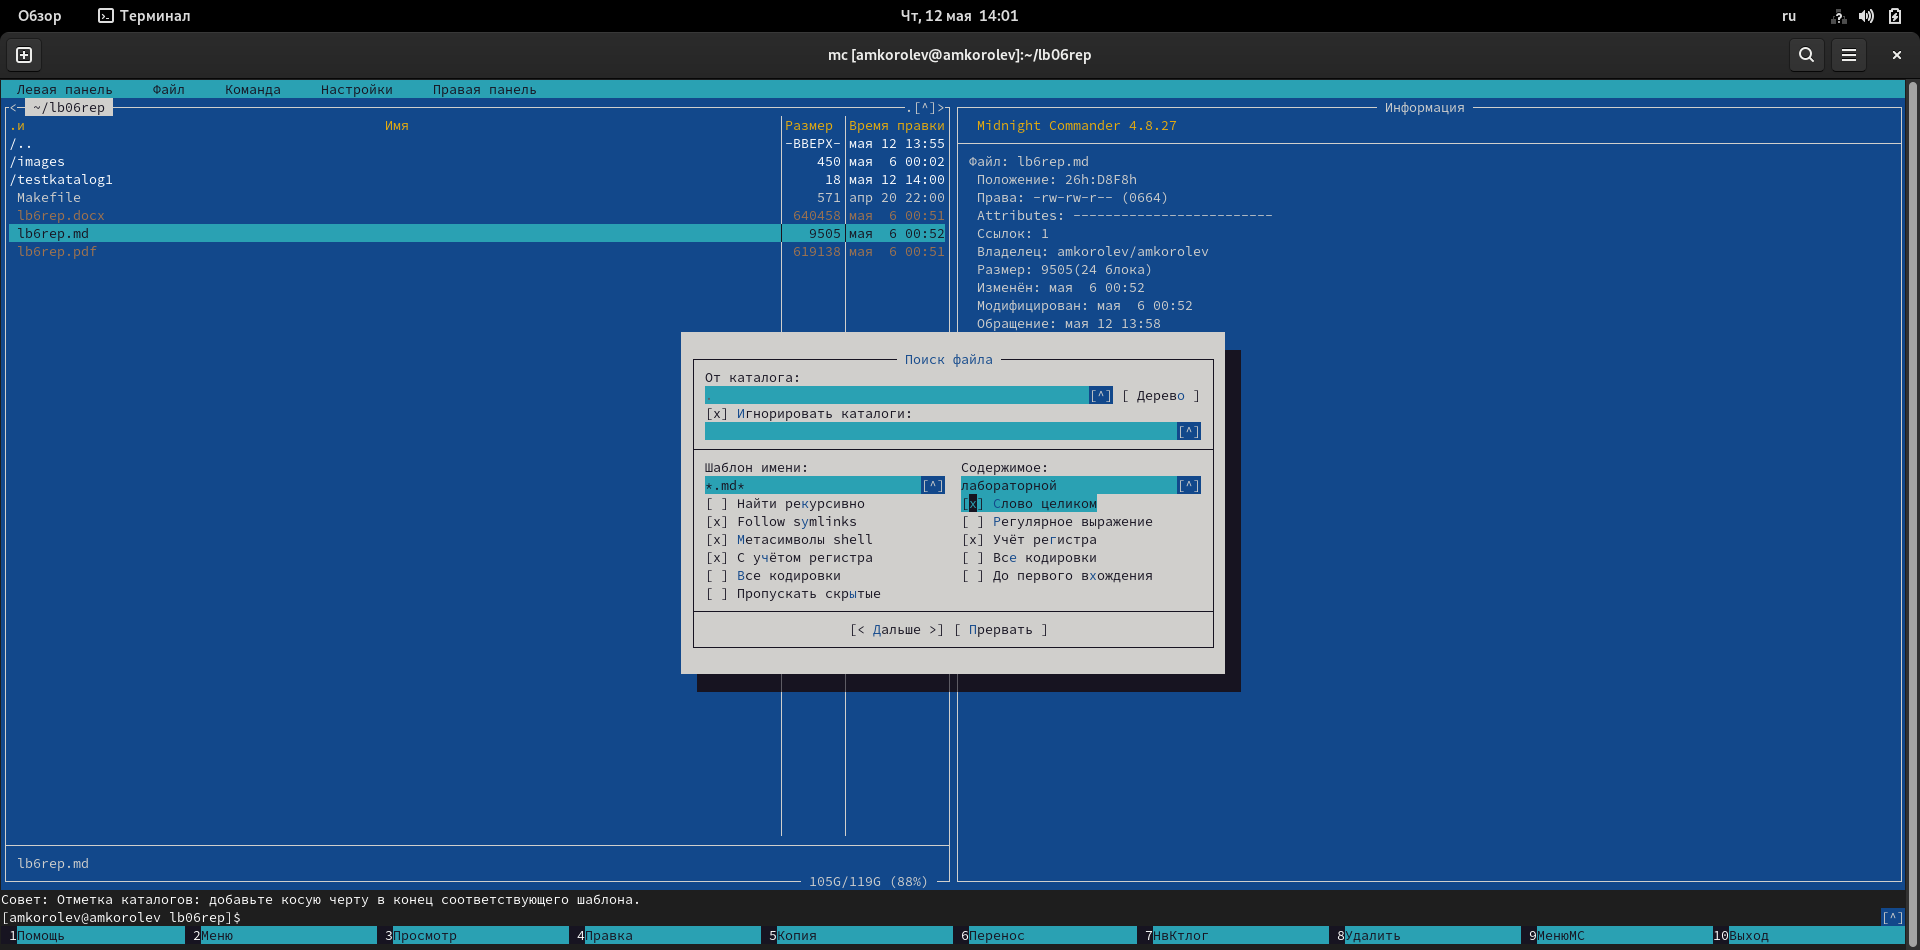 Обзор Терминал Чт, 12 мая 14:01 ru
mc [amkorolev@amkorolev]:~/lb06rep
Левая панель Файл Команда Настройки Правая панель
<─ ~/lb06rep .[^]> Информация
.и Имя Размер Время правки Midnight Commander 4.8.27
/.. -ВВЕРХ- мая 12 13:55
/images 450 мая 6 00:02 Файл: lb6rep.md
/testkatalog1 18 мая 12 14:00 Положение: 26h:D8F8h
Makefile 571 апр 20 22:00 Права: -rw-rw-r-- (0664)
lb6rep.docx 640458 мая 6 00:51 Attributes: -------------------------
lb6rep.md 9505 мая 6 00:52 Ссылок: 1
lb6rep.pdf 619138 мая 6 00:51 Владелец: amkorolev/amkorolev
Размер: 9505(24 блока)
Изменён: мая 6 00:52
Модифицирован: мая 6 00:52
Обращение: мая 12 13:58
Поиск файла
От каталога:
. [^] [ Дерево ]
[x] Игнорировать каталоги:
[^]
Шаблон имени: Содержимое:
*.md* [^] лабораторной [^]
[ ] Найти рекурсивно [x] Слово целиком
[x] Follow symlinks [ ] Регулярное выражение
[x] Метасимволы shell [x] Учёт регистра
[x] С учётом регистра [ ] Все кодировки
[ ] Все кодировки [ ] До первого вхождения
[ ] Пропускать скрытые
[< Дальше >] [ Прервать ]
lb6rep.md
105G/119G (88%)
Совет: Отметка каталогов: добавьте косую черту в конец соответствующего шаблона.
[amkorolev@amkorolev lb06rep]$ [^]
1Помощь 2Меню 3Просмотр 4Правка 5Копия 6Перенос 7НвКтлог 8Удалить 9МенюMC 10Выход